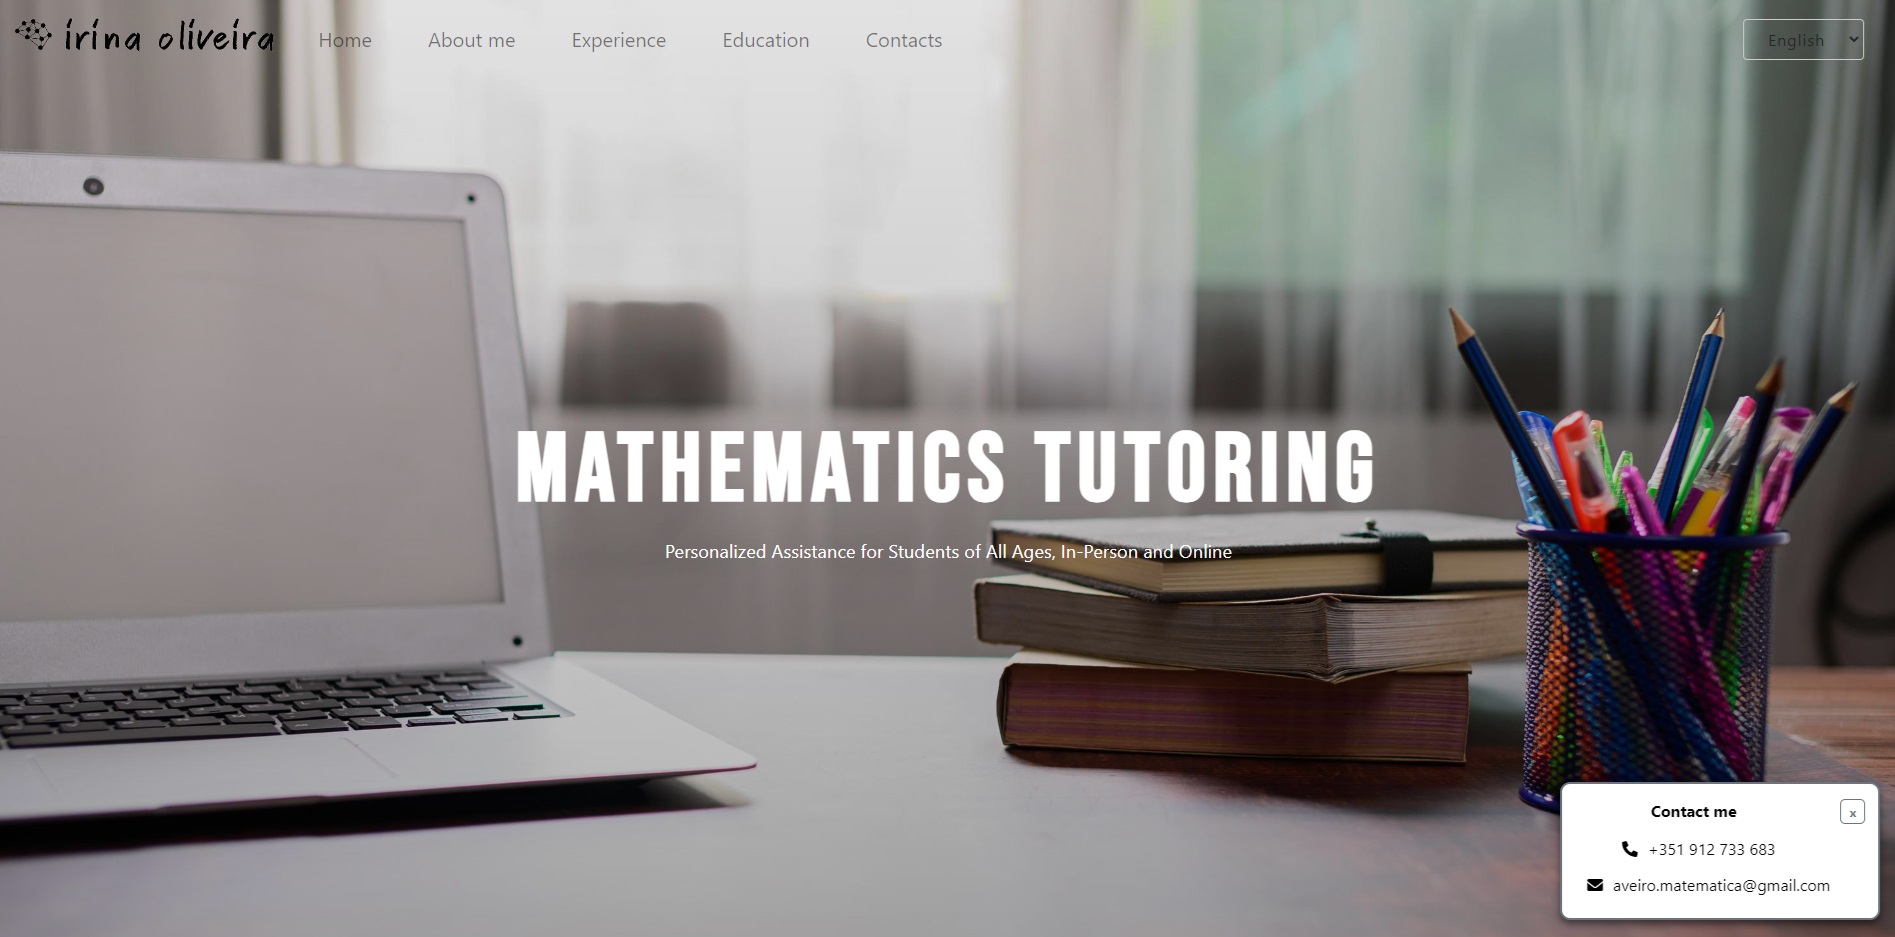 irina oliveira
Home
About me
Experience
Education
Contacts
English
MATHEMATICS TUTORING
Personalized Assistance for Students of All Ages, In-Person and Online
Contact me
x
+351 912 733 683
aveiro.matematica@gmail.com